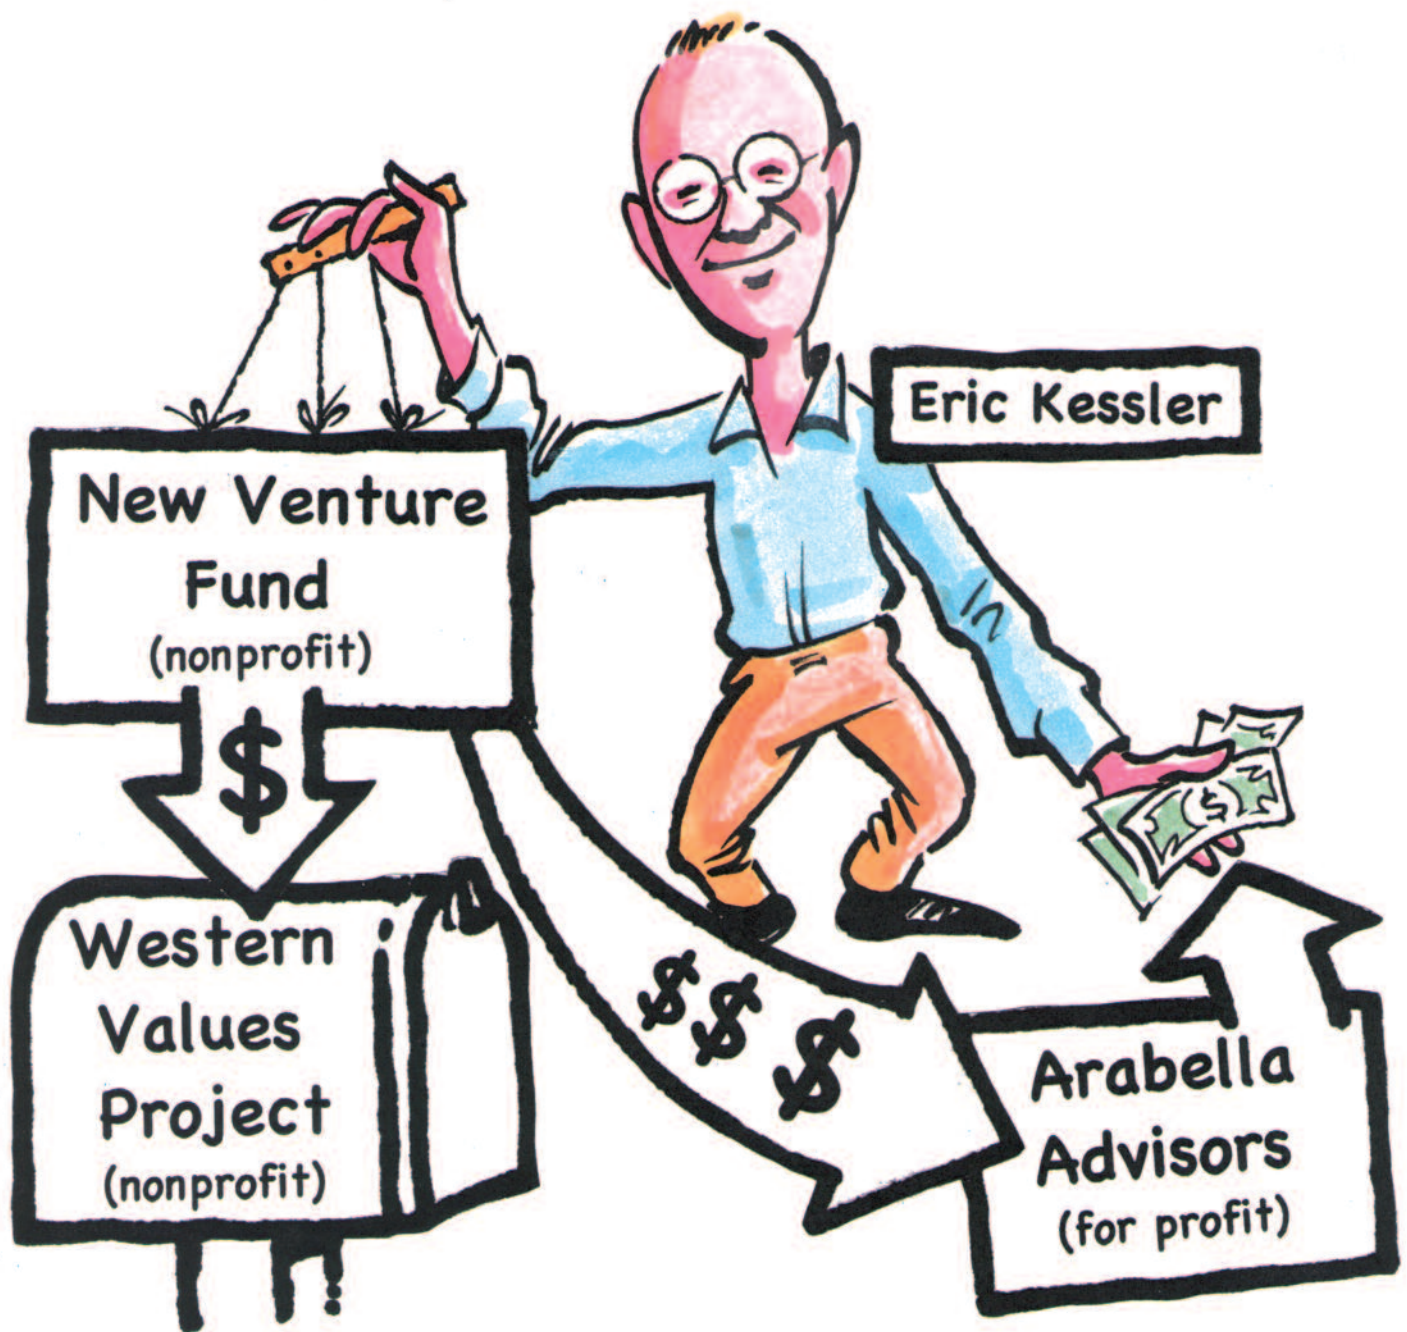 Eric Kessler
New Venture
Fund
(nonprofit)
$
Western
Values
Project
(nonprofit)
$$$
Arabella
Advisors
(for profit)
$